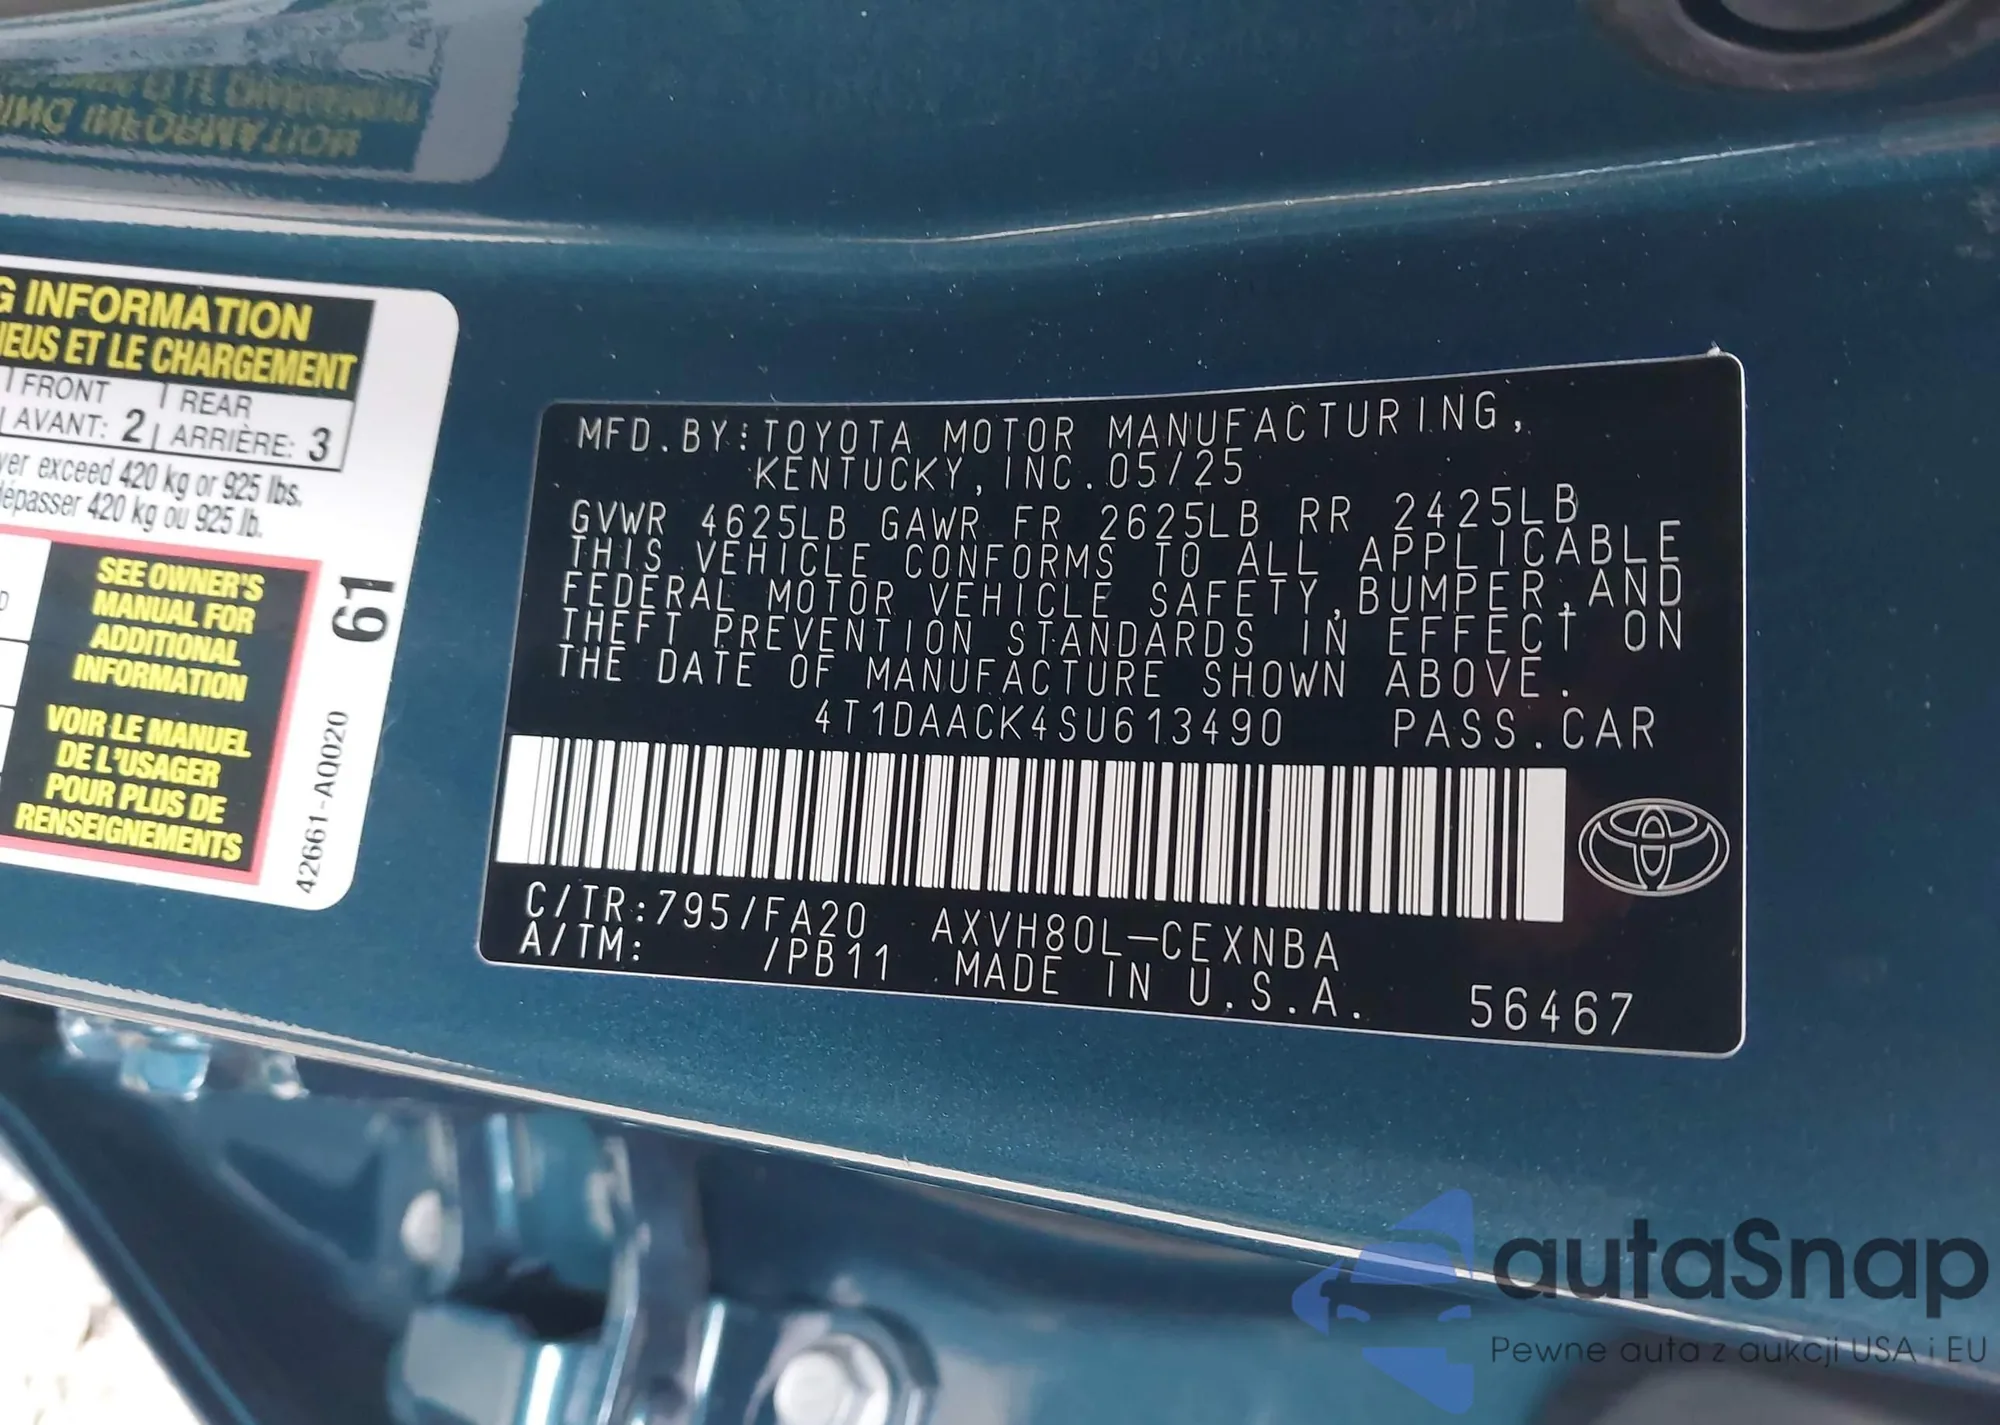 G INFORMATION
NEUS ET LE CHARGEMENT
FRONT REAR
AVANT: 2 ARRIÈRE: 3
ver exceed 420 kg or 925 lbs.
dépasser 420 kg ou 925 lb.
SEE OWNER'S
MANUAL FOR
ADDITIONAL
INFORMATION
VOIR LE MANUEL
DE L'USAGER
POUR PLUS DE
RENSEIGNEMENTS
61
42661-A0020
MFD.BY:TOYOTA MOTOR MANUFACTURING,
KENTUCKY,INC.05/25
GVWR 4625LB GAWR FR 2625LB RR 2425LB
THIS VEHICLE CONFORMS TO ALL APPLICABLE
FEDERAL MOTOR VEHICLE SAFETY,BUMPER,AND
THEFT PREVENTION STANDARDS IN EFFECT ON
THE DATE OF MANUFACTURE SHOWN ABOVE.
4T1DAACK4SU613490 PASS.CAR
C/TR:795/FA20 AXVH80L-CEXNBA
A/TM: /PB11 MADE IN U.S.A. 56467
autaSnap
Pewne auta z aukcji USA i EU